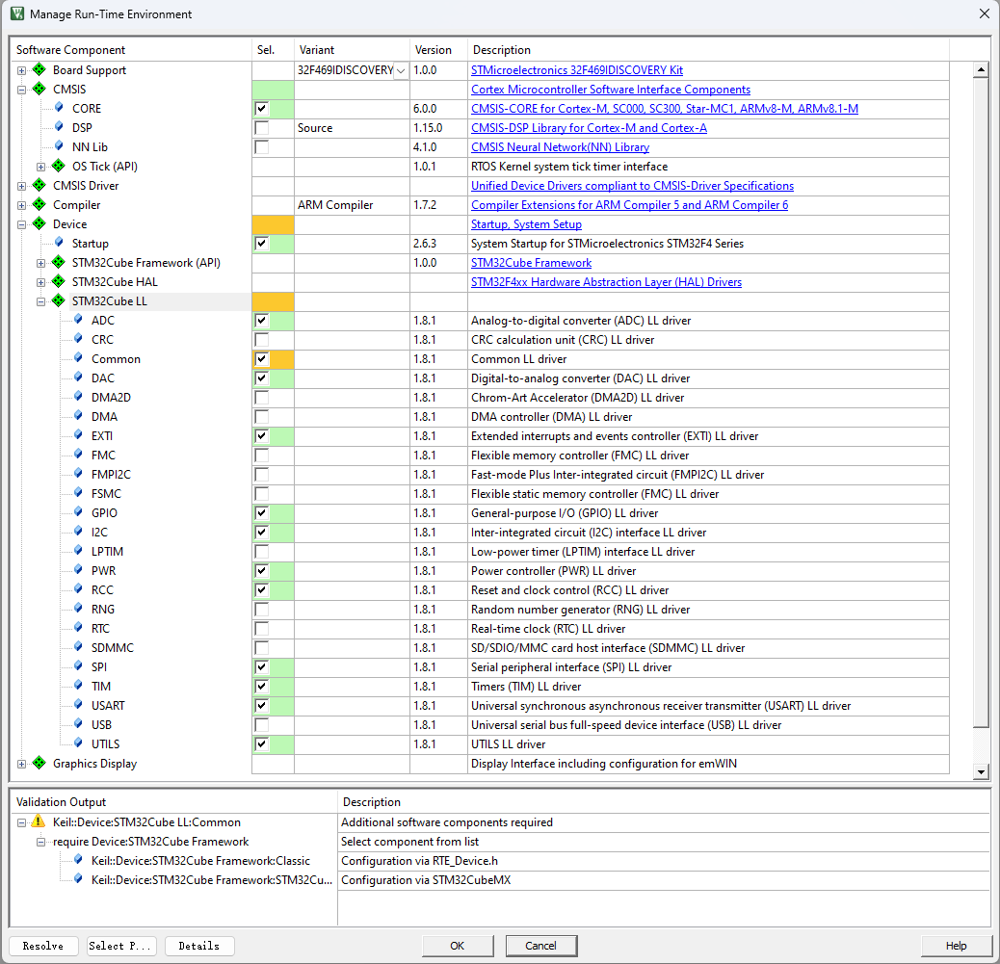 Manage Run-Time Environment
Software Component Sel. Variant Version Description
Board Support 32F469IDISCOVERY 1.0.0 STMicroelectronics 32F469IDISCOVERY Kit
CMSIS Cortex Microcontroller Software Interface Components
CORE 6.0.0 CMSIS-CORE for Cortex-M, SC000, SC300, Star-MC1, ARMv8-M, ARMv8.1-M
DSP Source 1.15.0 CMSIS-DSP Library for Cortex-M and Cortex-A
NN Lib 4.1.0 CMSIS Neural Network(NN) Library
OS Tick (API) 1.0.1 RTOS Kernel system tick timer interface
CMSIS Driver Unified Device Drivers compliant to CMSIS-Driver Specifications
Compiler ARM Compiler 1.7.2 Compiler Extensions for ARM Compiler 5 and ARM Compiler 6
Device Startup, System Setup
Startup 2.6.3 System Startup for STMicroelectronics STM32F4 Series
STM32Cube Framework (API) 1.0.0 STM32Cube Framework
STM32Cube HAL STM32F4xx Hardware Abstraction Layer (HAL) Drivers
STM32Cube LL
ADC 1.8.1 Analog-to-digital converter (ADC) LL driver
CRC 1.8.1 CRC calculation unit (CRC) LL driver
Common 1.8.1 Common LL driver
DAC 1.8.1 Digital-to-analog converter (DAC) LL driver
DMA2D 1.8.1 Chrom-Art Accelerator (DMA2D) LL driver
DMA 1.8.1 DMA controller (DMA) LL driver
EXTI 1.8.1 Extended interrupts and events controller (EXTI) LL driver
FMC 1.8.1 Flexible memory controller (FMC) LL driver
FMPI2C 1.8.1 Fast-mode Plus Inter-integrated circuit (FMPI2C) LL driver
FSMC 1.8.1 Flexible static memory controller (FMC) LL driver
GPIO 1.8.1 General-purpose I/O (GPIO) LL driver
I2C 1.8.1 Inter-integrated circuit (I2C) interface LL driver
LPTIM 1.8.1 Low-power timer (LPTIM) interface LL driver
PWR 1.8.1 Power controller (PWR) LL driver
RCC 1.8.1 Reset and clock control (RCC) LL driver
RNG 1.8.1 Random number generator (RNG) LL driver
RTC 1.8.1 Real-time clock (RTC) LL driver
SDMMC 1.8.1 SD/SDIO/MMC card host interface (SDMMC) LL driver
SPI 1.8.1 Serial peripheral interface (SPI) LL driver
TIM 1.8.1 Timers (TIM) LL driver
USART 1.8.1 Universal synchronous asynchronous receiver transmitter (USART) LL driver
USB 1.8.1 Universal serial bus full-speed device interface (USB) LL driver
UTILS 1.8.1 UTILS LL driver
Graphics Display Display Interface including configuration for emWIN
Validation Output Description
Keil::Device:STM32Cube LL:Common Additional software components required
require Device:STM32Cube Framework Select component from list
Keil::Device:STM32Cube Framework:Classic Configuration via RTE_Device.h
Keil::Device:STM32Cube Framework:STM32Cu... Configuration via STM32CubeMX
Resolve Select P... Details OK Cancel Help